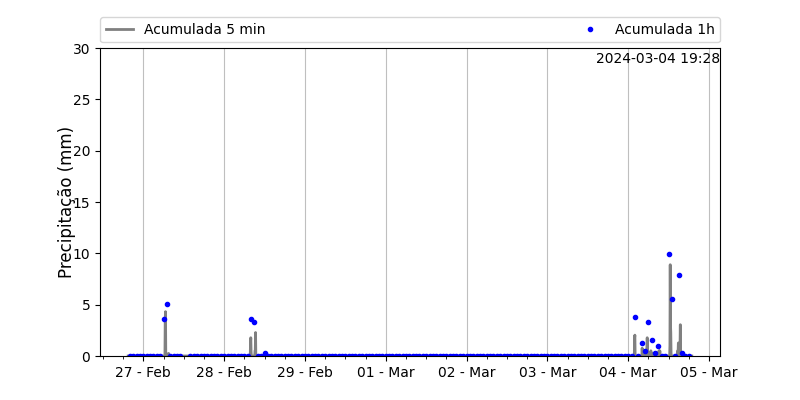 Acumulada 5 min
Acumulada 1h
2024-03-04 19:28
Precipitação (mm)
30
25
20
15
10
5
0
27 - Feb
28 - Feb
29 - Feb
01 - Mar
02 - Mar
03 - Mar
04 - Mar
05 - Mar